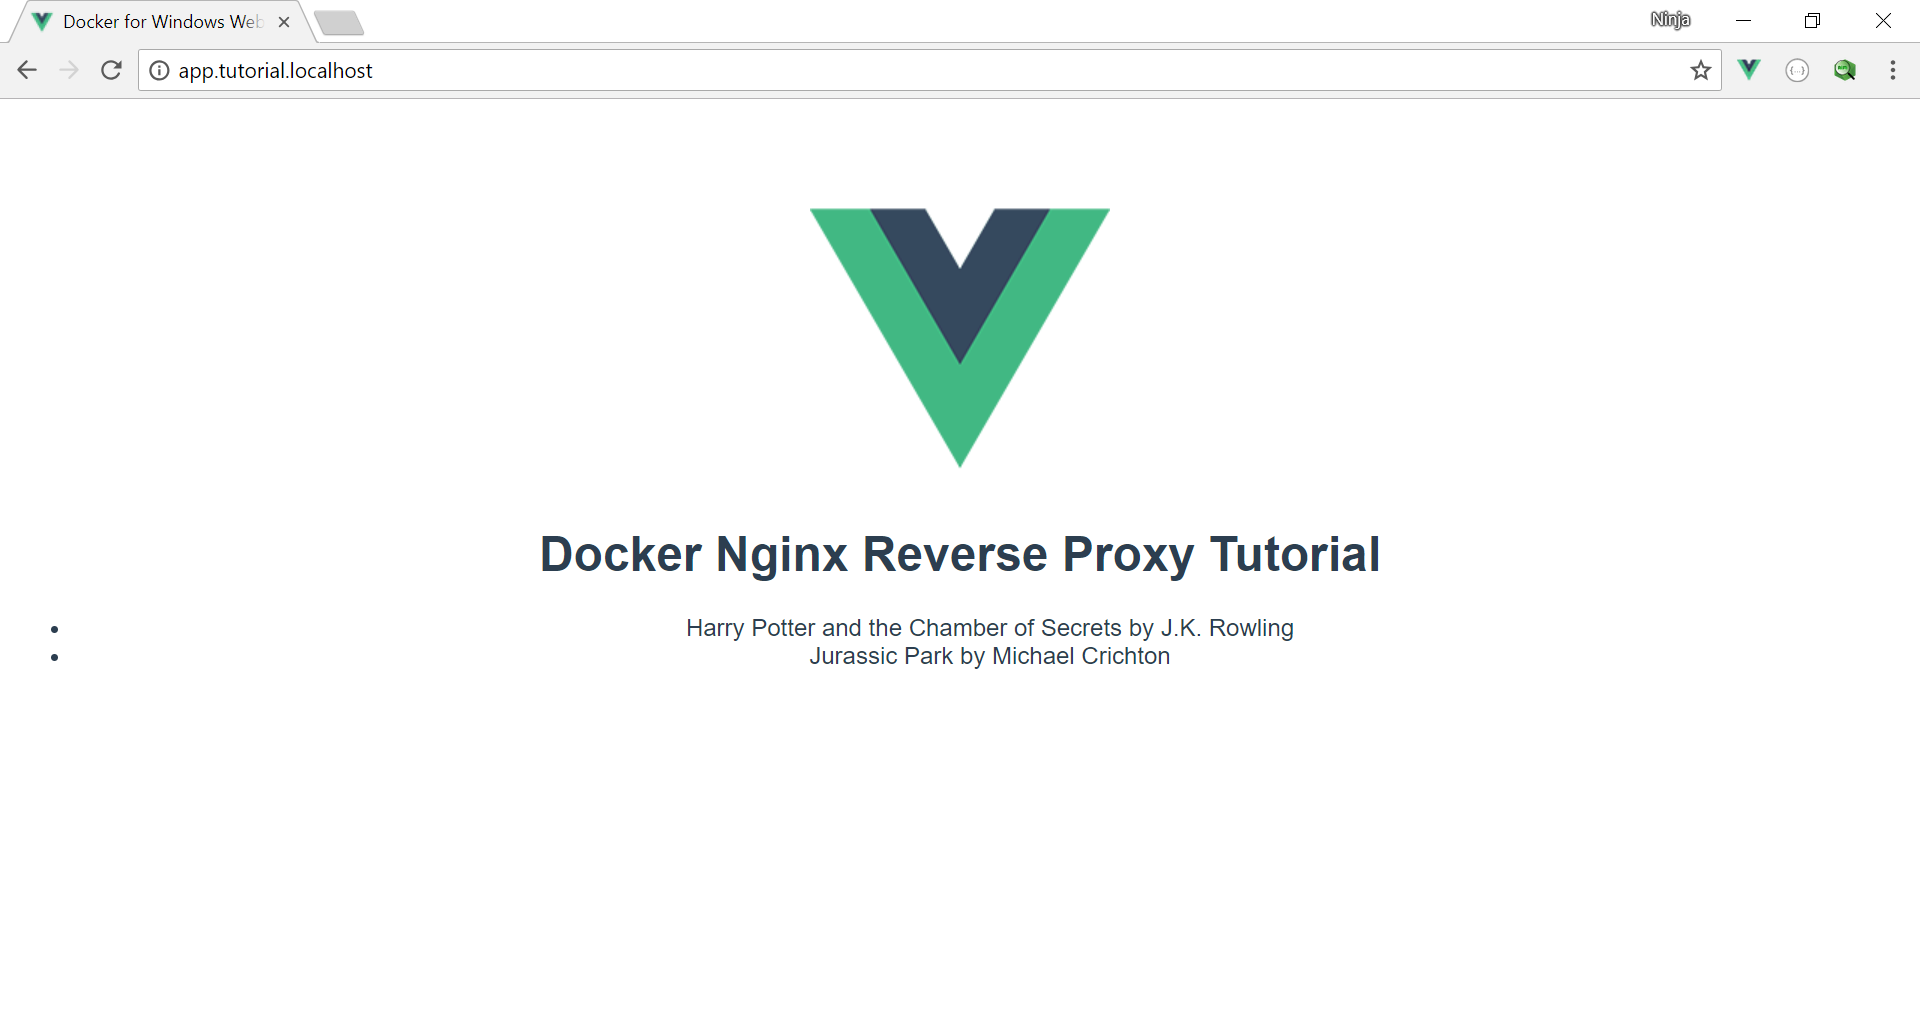 Docker for Windows Web
Ninja
app.tutorial.localhost
Docker Nginx Reverse Proxy Tutorial
Harry Potter and the Chamber of Secrets by J.K. Rowling
Jurassic Park by Michael Crichton